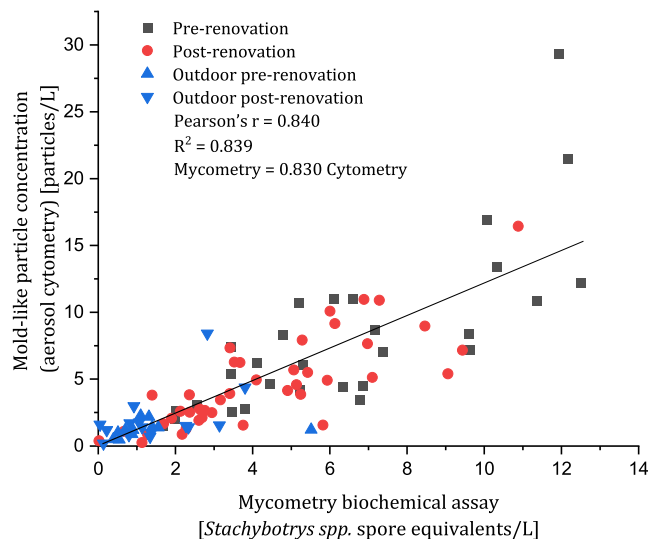 30
25
20
15
10
5
0
Mold-like particle concentration
(aerosol cytometry) [particles/L]
Pre-renovation
Post-renovation
Outdoor pre-renovation
Outdoor post-renovation
Pearson's r = 0.840
R² = 0.839
Mycometry = 0.830 Cytometry
0 2 4 6 8 10 12 14
Mycometry biochemical assay
[Stachybotrys spp. spore equivalents/L]